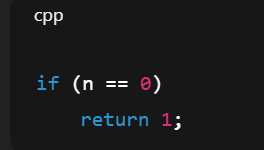 cpp
if (n == 0)
    return 1;